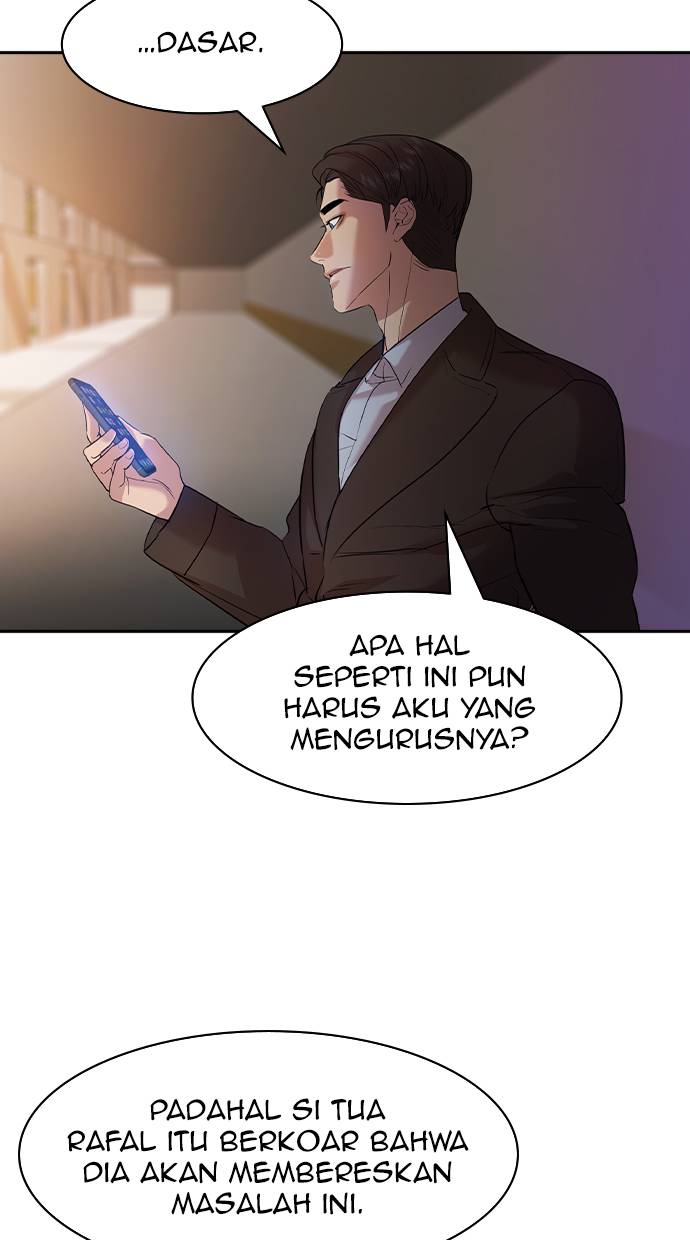 ...DASAR.
APA HAL
SEPERTI INI PUN
HARUS AKU YANG
MENGURUSNYA?
PADAHAL SI TUA
RAFAL ITU BERKOAR BAHWA
DIA AKAN MEMBERESKAN
MASALAH INI.